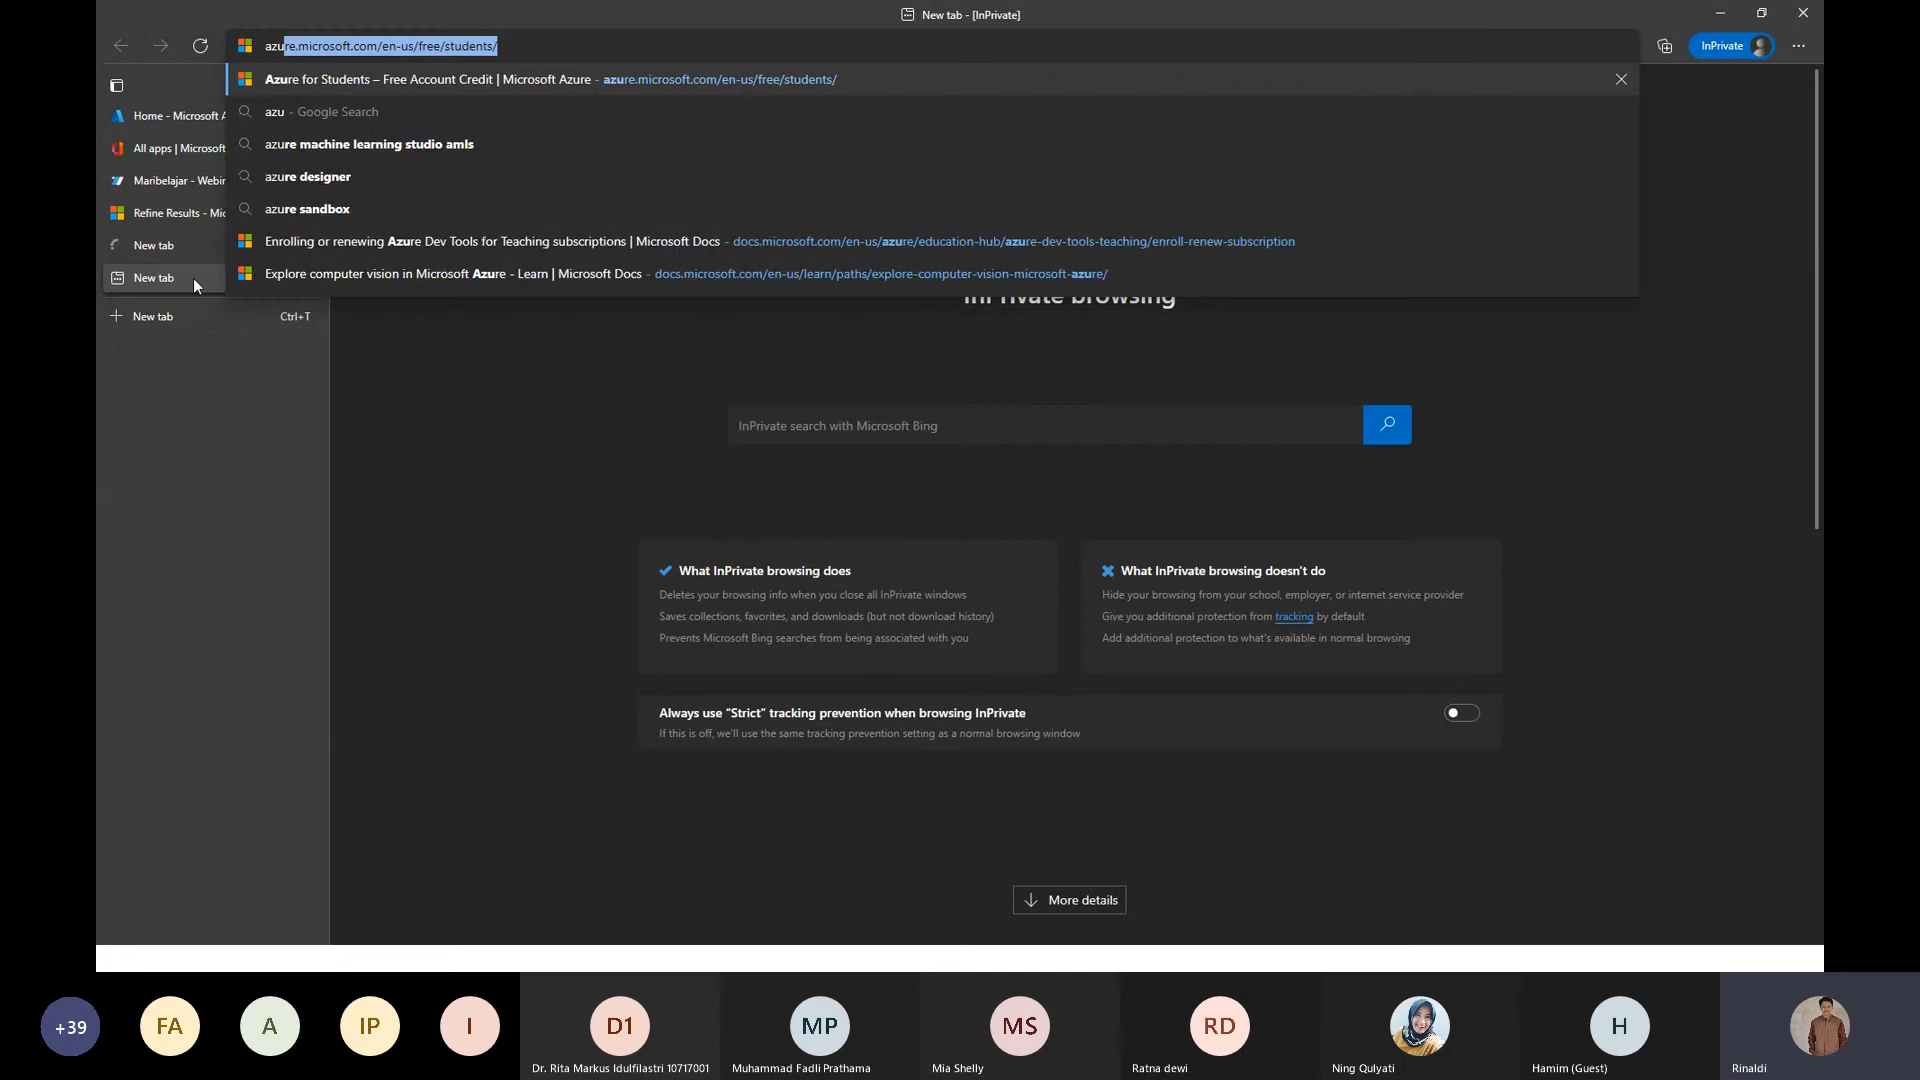 New tab - [InPrivate]
azure.microsoft.com/en-us/free/students/
InPrivate
Azure for Students – Free Account Credit | Microsoft Azure - azure.microsoft.com/en-us/free/students/
azu - Google Search
azure machine learning studio amls
azure designer
azure sandbox
Enrolling or renewing Azure Dev Tools for Teaching subscriptions | Microsoft Docs - docs.microsoft.com/en-us/azure/education-hub/azure-dev-tools-teaching/enroll-renew-subscription
Explore computer vision in Microsoft Azure - Learn | Microsoft Docs - docs.microsoft.com/en-us/learn/paths/explore-computer-vision-microsoft-azure/
Home - Microsoft A
All apps | Microsoft
Maribelajar - Webin
Refine Results - Mic
New tab
New tab
New tab Ctrl+T
InPrivate browsing
InPrivate search with Microsoft Bing
What InPrivate browsing does
Deletes your browsing info when you close all InPrivate windows
Saves collections, favorites, and downloads (but not download history)
Prevents Microsoft Bing searches from being associated with you
What InPrivate browsing doesn't do
Hide your browsing from your school, employer, or internet service provider
Give you additional protection from tracking by default
Add additional protection to what's available in normal browsing
Always use “Strict” tracking prevention when browsing InPrivate
If this is off, we'll use the same tracking prevention setting as a normal browsing window
More details
+39
FA
A
IP
I
D1
MP
MS
RD
H
Dr. Rita Markus Idulfilastri 10717001
Muhammad Fadli Prathama
Mia Shelly
Ratna dewi
Ning Qulyati
Hamim (Guest)
Rinaldi